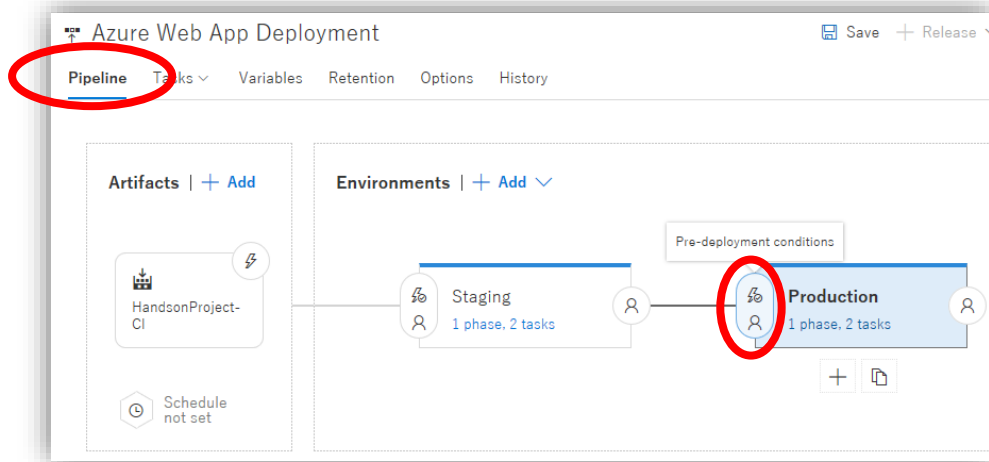 Azure Web App Deployment
Save
Release
Pipeline Tasks Variables Retention Options History
Artifacts | + Add
Environments | + Add
Pre-deployment conditions
HandsonProject-
CI
Staging
1 phase, 2 tasks
Production
1 phase, 2 tasks
Schedule
not set